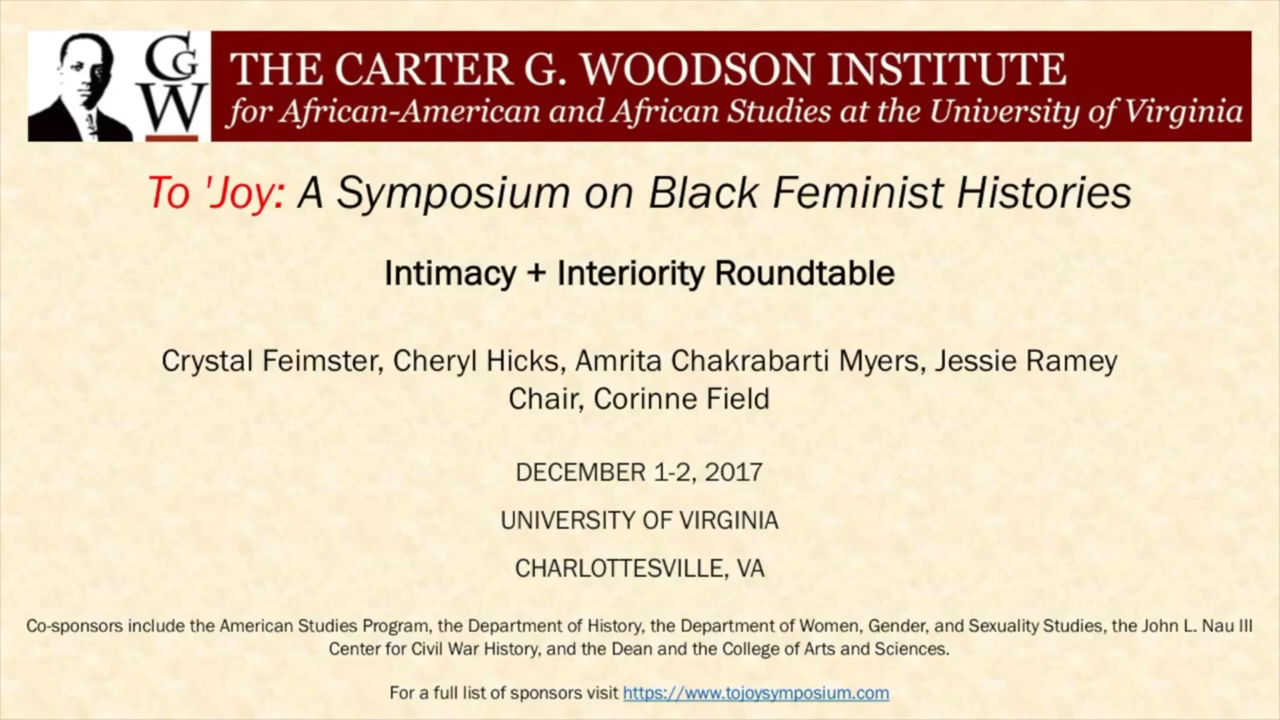 CGW
THE CARTER G. WOODSON INSTITUTE
for African-American and African Studies at the University of Virginia
To 'Joy: A Symposium on Black Feminist Histories
Intimacy + Interiority Roundtable
Crystal Feimster, Cheryl Hicks, Amrita Chakrabarti Myers, Jessie Ramey
Chair, Corinne Field
DECEMBER 1-2, 2017
UNIVERSITY OF VIRGINIA
CHARLOTTESVILLE, VA
Co-sponsors include the American Studies Program, the Department of History, the Department of Women, Gender, and Sexuality Studies, the John L. Nau III
Center for Civil War History, and the Dean and the College of Arts and Sciences.
For a full list of sponsors visit https://www.tojoysymposium.com